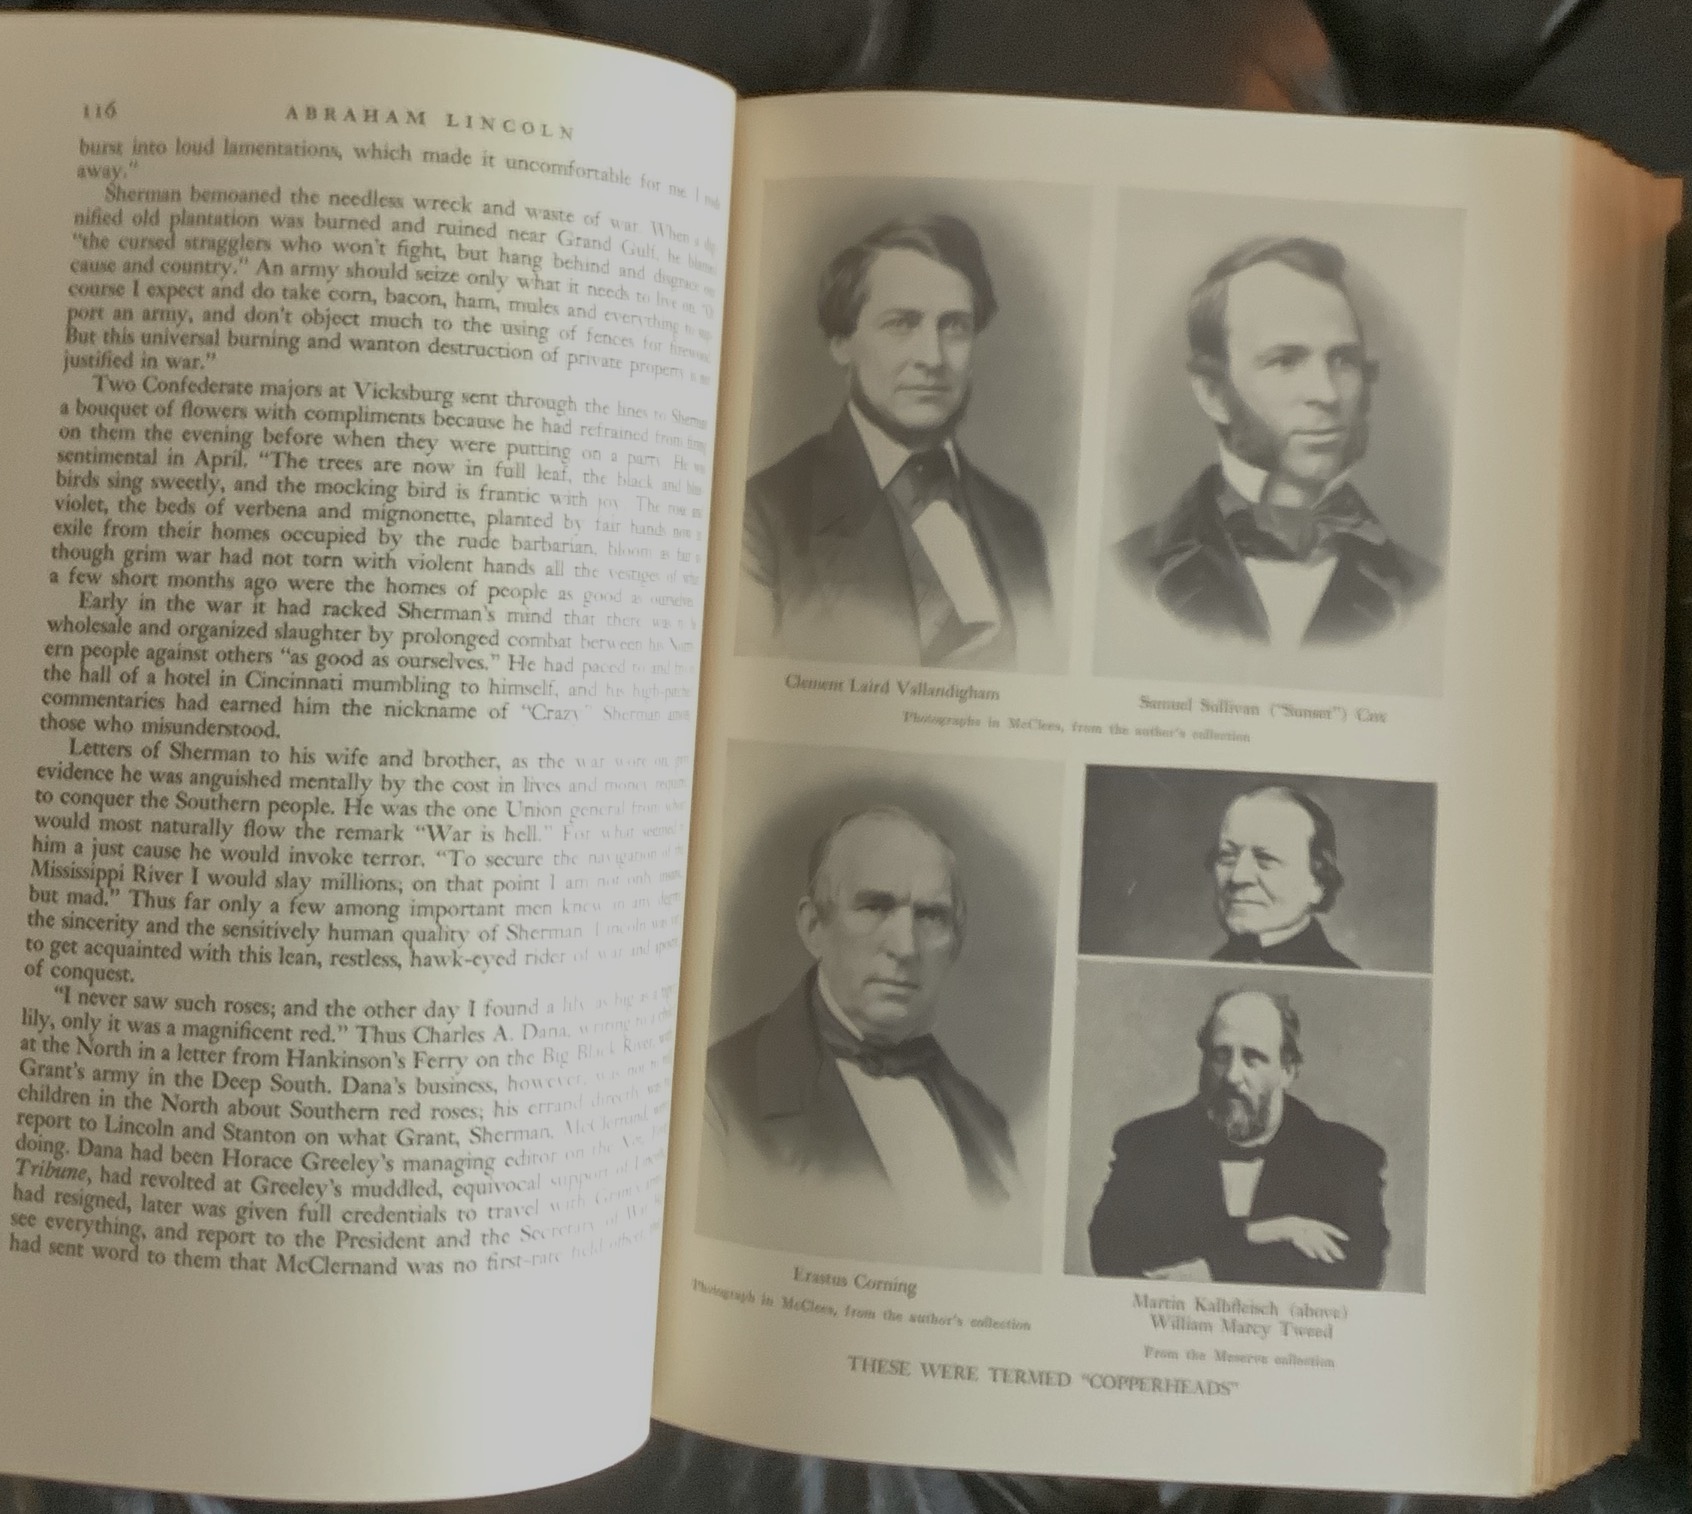 116 ABRAHAM LINCOLN
burst into loud lamentations, which made it uncomfortable for me. I
away."
Sherman bemoaned the needless wreck and waste of war. When a
nified old plantation was burned and ruined near Grand Gulf, he
"the cursed stragglers who won't fight, but hang behind and disgrace
cause and country." An army should seize only what it needs to live on.
course I expect and do take corn, bacon, ham, mules and everything to
port an army, and don't object much to the using of fences for firewood
But this universal burning and wanton destruction of private property is
justified in war."
Two Confederate majors at Vicksburg sent through the lines to Sherman
a bouquet of flowers with compliments because he had refrained from
on them the evening before when they were putting on a party. He
sentimental in April. "The trees are now in full leaf, the black and
birds sing sweetly, and the mocking bird is frantic with joy. The
violet, the beds of verbena and mignonette, planted by fair hands now
exile from their homes occupied by the rude barbarian, bloom as
though grim war had not torn with violent hands all the vestiges of
a few short months ago were the homes of people as good as ourselves
Early in the war it had racked Sherman's mind that there was
wholesale and organized slaughter by prolonged combat between his
ern people against others "as good as ourselves." He had paced to and
the hall of a hotel in Cincinnati mumbling to himself, and his
commentaries had earned him the nickname of "Crazy" Sherman
those who misunderstood.
Letters of Sherman to his wife and brother, as the war wore on,
evidence he was anguished mentally by the cost in lives and money
to conquer the Southern people. He was the one Union general from
would most naturally flow the remark "War is hell." For what seemed
him a just cause he would invoke terror. "To secure the navigation of
Mississippi River I would slay millions; on that point I am not only
but mad." Thus far only a few among important men knew
the sincerity and the sensitively human quality of Sherman. Lincoln
to get acquainted with this lean, restless, hawk-eyed rider of war and
of conquest.
"I never saw such roses; and the other day I found a
lily, only it was a magnificent red." Thus Charles A. Dana, writing to a
at the North in a letter from Hankinson's Ferry on the Big Black River,
Grant's army in the Deep South. Dana's business, however, was not
children in the North about Southern red roses; his errand
report to Lincoln and Stanton on what Grant, Sherman, McClernand
doing. Dana had been Horace Greeley's managing editor on the
Tribune, had revolted at Greeley's muddled, equivocal support of
had resigned, later was given full credentials to travel with
see everything, and report to the President and the Secretary of
had sent word to them that McClernand was no first-rate
Clement Laird Vallandigham
Samuel Sullivan ("Sunset") Cox
Photographs in McClees, from the author's collection
Erastus Corning
Photograph in McClees, from the author's collection
Martin Kalbfleisch (above)
William Marcy Tweed
From the Meserve collection
THESE WERE TERMED "COPPERHEADS"